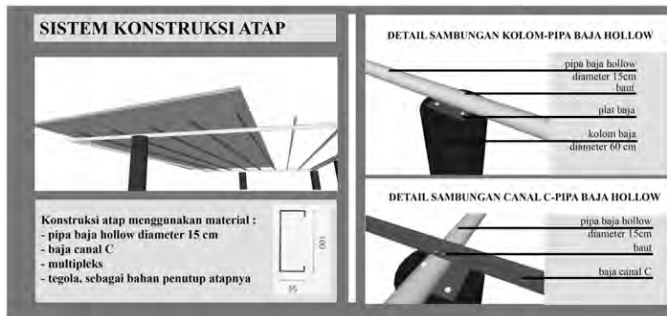 SISTEM KONSTRUKSI ATAP
Konstruksi atap menggunakan material :
- pipa baja hollow diameter 15 cm
- baja canal C
- multipleks
- tegola, sebagai bahan penutup atapnya
100
DETAIL SAMBUNGAN KOLOM-PIPA BAJA HOLLOW
pipa baja hollow
diameter 15cm
baut
plat baja
kolom baja
diameter 60 cm
DETAIL SAMBUNGAN CANAL C-PIPA BAJA HOLLOW
pipa baja hollow
diameter 15cm
baut
baja canal C